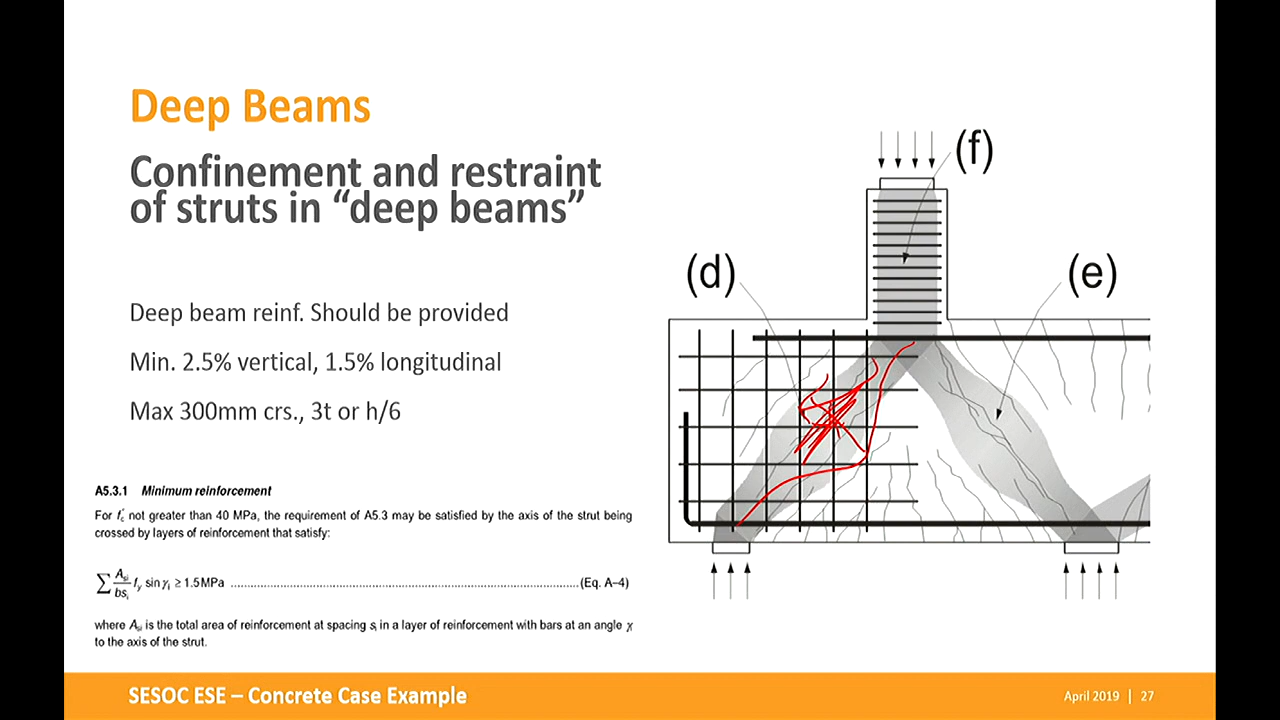 Deep Beams
Confinement and restraint
of struts in “deep beams”
Deep beam reinf. Should be provided
Min. 2.5% vertical, 1.5% longitudinal
Max 300mm crs., 3t or h/6
A5.3.1 Minimum reinforcement
For f′c not greater than 40 MPa, the requirement of A5.3 may be satisfied by the axis of the strut being
crossed by layers of reinforcement that satisfy:
∑ Asi/bsi fy sin γi ≥ 1.5MPa ........................................................................(Eq. A–4)
where Asi is the total area of reinforcement at spacing si in a layer of reinforcement with bars at an angle γi
to the axis of the strut.
(f)
(d)
(e)
SESOC ESE – Concrete Case Example
April 2019 | 27